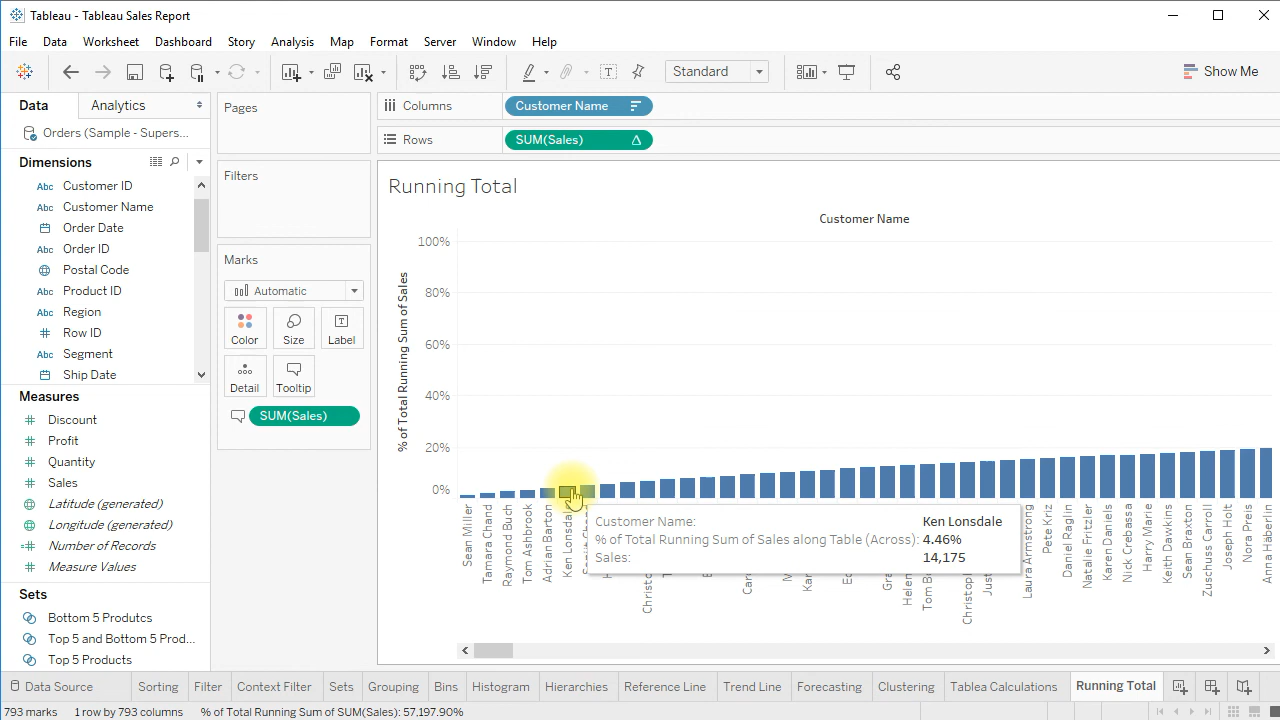 Tableau - Tableau Sales Report
File Data Worksheet Dashboard Story Analysis Map Format Server Window Help
Standard
Show Me
Data
Analytics
Orders (Sample - Supers...
Dimensions
Abc Customer ID
Abc Customer Name
Order Date
Abc Order ID
Postal Code
Abc Product ID
Abc Region
# Row ID
Abc Segment
Ship Date
Measures
# Discount
# Profit
# Quantity
# Sales
Latitude (generated)
Longitude (generated)
Number of Records
# Measure Values
Sets
Bottom 5 Produtcs
Top 5 and Bottom 5 Prod...
Top 5 Products
Pages
Filters
Marks
Automatic
Color
Size
Label
Detail
Tooltip
SUM(Sales)
Columns
Customer Name
Rows
SUM(Sales)
Running Total
Customer Name
% of Total Running Sum of Sales
100%
80%
60%
40%
20%
0%
Customer Name: Ken Lonsdale
% of Total Running Sum of Sales along Table (Across): 4.46%
Sales: 14,175
Sean Miller
Tamara Chand
Raymond Buch
Tom Ashbrook
Adrian Barton
Ken Lonsdale
Laura Armstrong
Pete Kriz
Daniel Raglin
Natalie Fritzler
Karen Daniels
Nick Crebassa
Harry Marie
Keith Dawkins
Sean Braxton
Zuschuss Carroll
Joseph Holt
Nora Preis
Anna Häberlin
Data Source
Sorting
Filter
Context Filter
Sets
Grouping
Bins
Histogram
Hierarchies
Reference Line
Trend Line
Forecasting
Clustering
Tablea Calculations
Running Total
793 marks
1 row by 793 columns
% of Total Running Sum of SUM(Sales): 57,197.90%